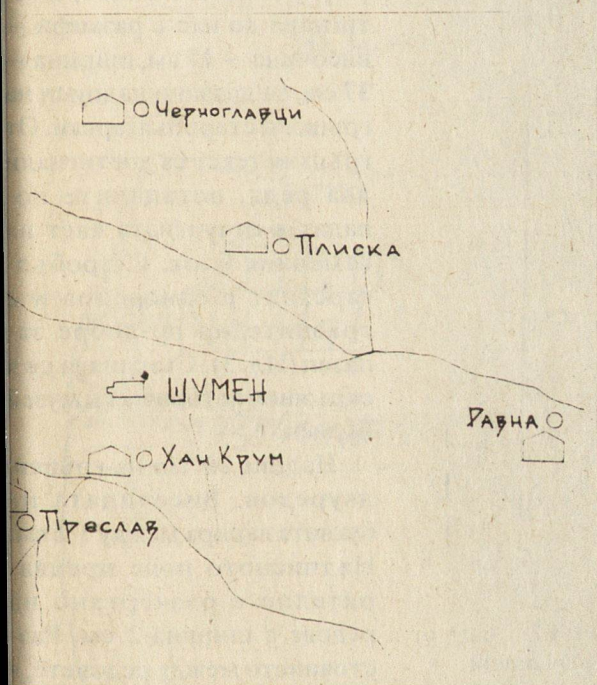 Черноглавци
Плиска
ШУМЕН
Равна
Хан Крум
Преслав